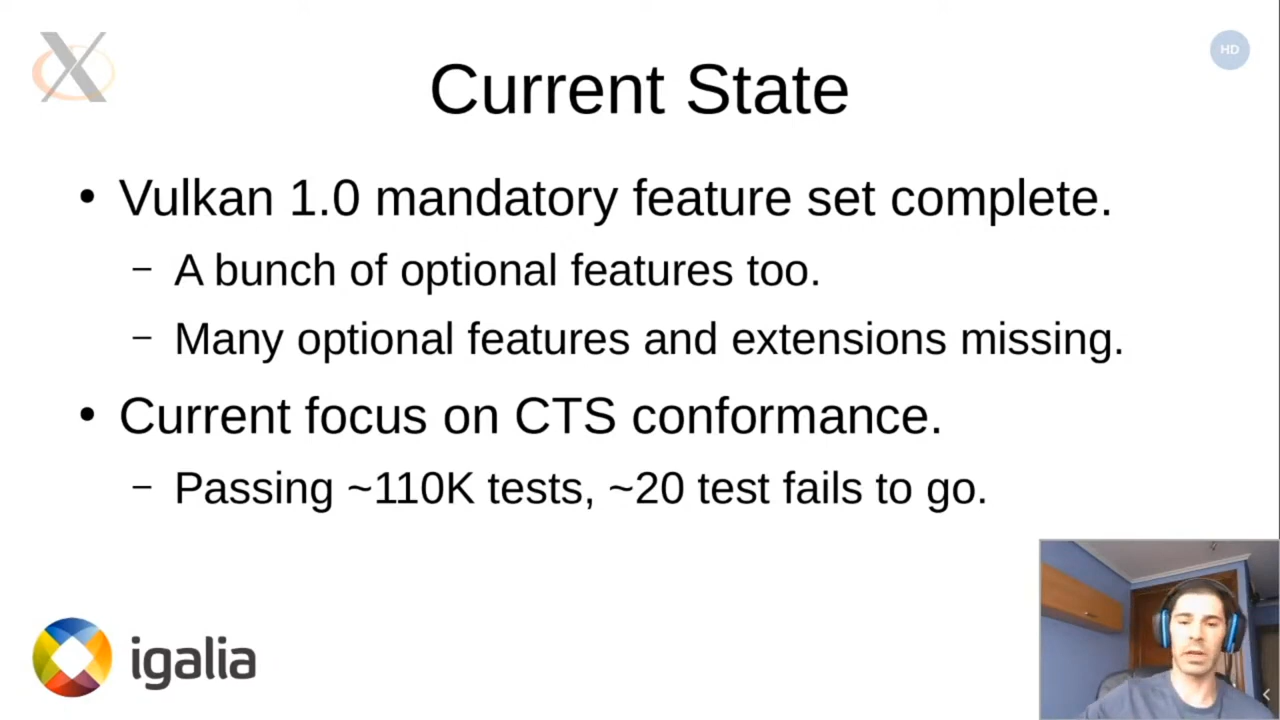 HD
Current State
• Vulkan 1.0 mandatory feature set complete.
– A bunch of optional features too.
– Many optional features and extensions missing.
• Current focus on CTS conformance.
– Passing ~110K tests, ~20 test fails to go.
igalia